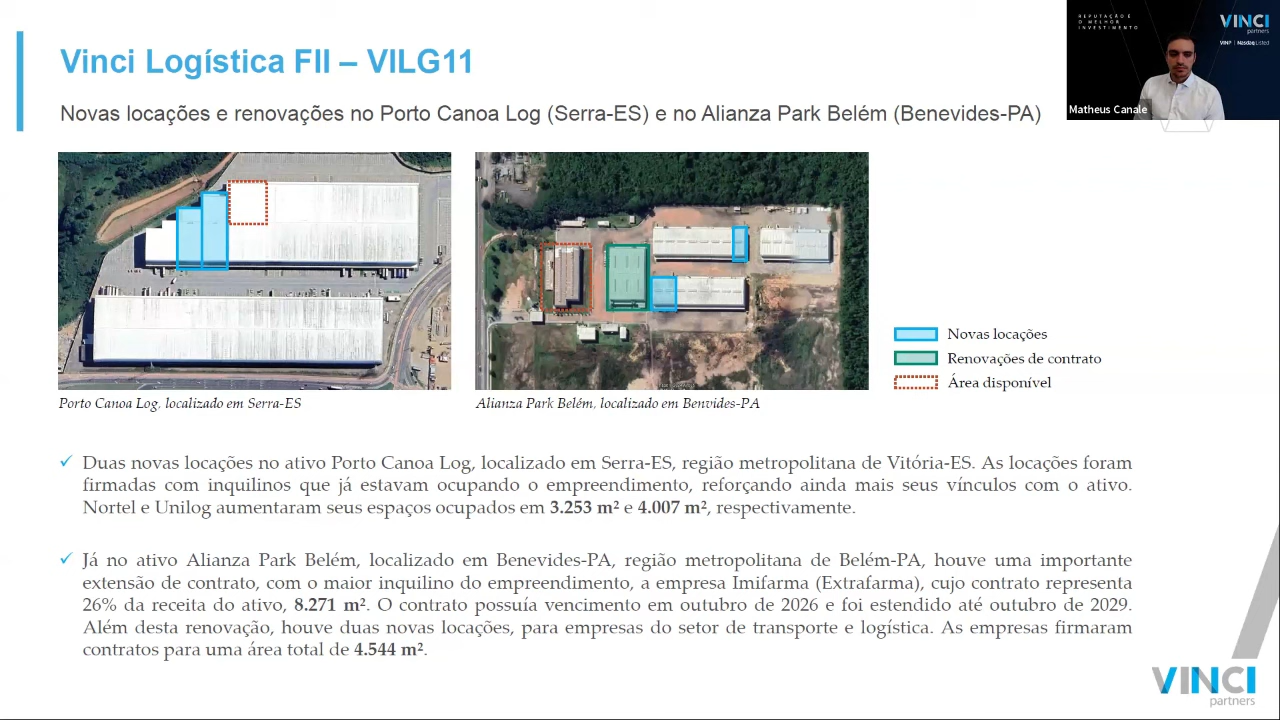 REPUTAÇÃO E
O MELHOR
INVESTIMENTO
VINCI
partners
VINP | Nasdaq Listed
Matheus Canale
Vinci Logística FII – VILG11
Novas locações e renovações no Porto Canoa Log (Serra-ES) e no Alianza Park Belém (Benevides-PA)
Novas locações
Renovações de contrato
Área disponível
Porto Canoa Log, localizado em Serra-ES
Alianza Park Belém, localizado em Benvides-PA
✓ Duas novas locações no ativo Porto Canoa Log, localizado em Serra-ES, região metropolitana de Vitória-ES. As locações foram
firmadas com inquilinos que já estavam ocupando o empreendimento, reforçando ainda mais seus vínculos com o ativo.
Nortel e Unilog aumentaram seus espaços ocupados em 3.253 m² e 4.007 m², respectivamente.
✓ Já no ativo Alianza Park Belém, localizado em Benevides-PA, região metropolitana de Belém-PA, houve uma importante
extensão de contrato, com o maior inquilino do empreendimento, a empresa Imifarma (Extrafarma), cujo contrato representa
26% da receita do ativo, 8.271 m². O contrato possuía vencimento em outubro de 2026 e foi estendido até outubro de 2029.
Além desta renovação, houve duas novas locações, para empresas do setor de transporte e logística. As empresas firmaram
contratos para uma área total de 4.544 m².
VINCI
partners